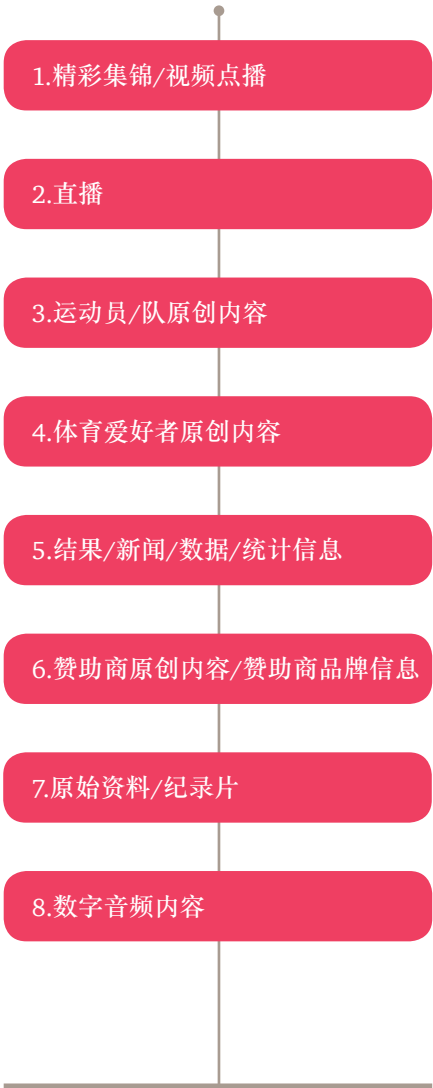 1.精彩集锦/视频点播
2.直播
3.运动员/队原创内容
4.体育爱好者原创内容
5.结果/新闻/数据/统计信息
6.赞助商原创内容/赞助商品牌信息
7.原始资料/纪录片
8.数字音频内容